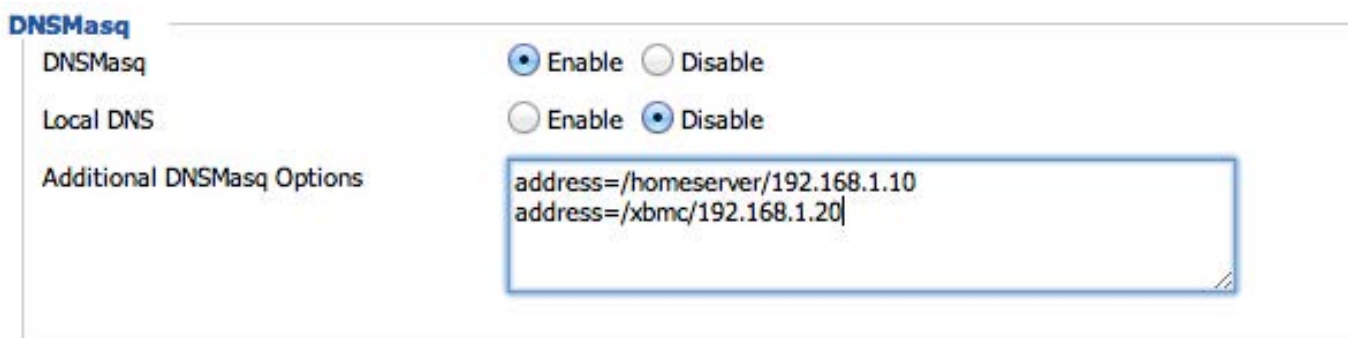 DNSMasq
DNSMasq Enable Disable
Local DNS Enable Disable
Additional DNSMasq Options address=/homeserver/192.168.1.10
address=/xbmc/192.168.1.20